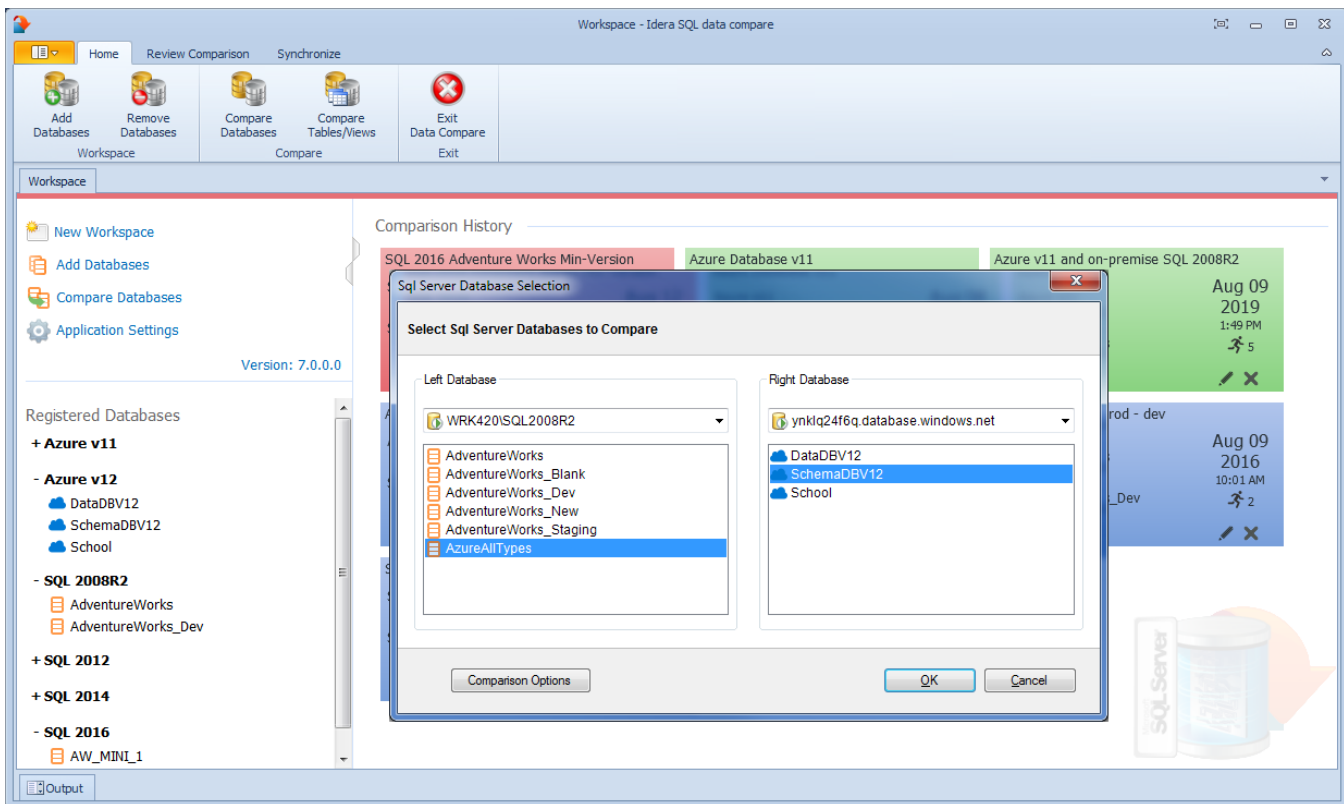 Workspace - Idera SQL data compare
Home Review Comparison Synchronize
Add Databases
Remove Databases
Compare Databases
Compare Tables/Views
Exit Data Compare
Workspace
Compare
Exit
Workspace
New Workspace
Add Databases
Compare Databases
Application Settings
Version: 7.0.0.0
Registered Databases
+ Azure v11
- Azure v12
DataDBV12
SchemaDBV12
School
- SQL 2008R2
AdventureWorks
AdventureWorks_Dev
+ SQL 2012
+ SQL 2014
- SQL 2016
AW_MINI_1
Comparison History
SQL 2016 Adventure Works Min-Version
Azure Database v11
Azure v11 and on-premise SQL 2008R2
Aug 09
2019
1:49 PM
5
rod - dev
Aug 09
2016
10:01 AM
_Dev
2
Sql Server Database Selection
Select Sql Server Databases to Compare
Left Database
WRK420\SQL2008R2
AdventureWorks
AdventureWorks_Blank
AdventureWorks_Dev
AdventureWorks_New
AdventureWorks_Staging
AzureAllTypes
Right Database
ynklq24f6q.database.windows.net
DataDBV12
SchemaDBV12
School
Comparison Options
OK
Cancel
SQL Server
Output